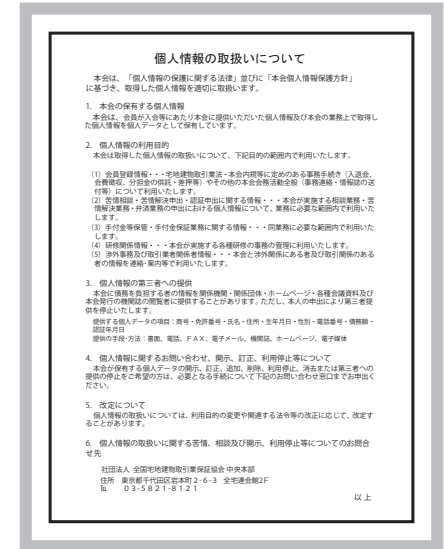 個人情報の取扱いについて
本会は、「個人情報の保護に関する法律」並びに「本会個人情報保護方針」
に基づき、取得した個人情報を適切に取扱います。
1. 本会の保有する個人情報
本会は、会員が入会等にあたり本会に提供いただいた個人情報及び本会の業務上で取得し
た個人情報を個人データとして保有しています。
2. 個人情報の利用目的
本会は取得した個人情報の取扱いについて、下記目的の範囲内で利用いたします。
(1) 会員登録情報・・・宅地建物取引業法・本会内規等に定めのある事務手続き（入退会、
会費徴収、分担金の供託・差押等）やその他の本会会務活動全般（事務連絡・情報誌の送
付等）について利用いたします。
(2) 苦情相談・苦情解決申出・認証申出に関する情報・・・本会が実施する相談業務・苦
情解決業務・弁済業務の申出における個人情報について、業務に必要な範囲内で利用いた
します。
(3) 手付金等保管・手付金保証業務に関する情報・・・同業務に必要な範囲内で利用いた
します。
(4) 研修関係情報・・・本会が実施する各種研修の事務の管理に利用いたします。
(5) 渉外事務及び取引業者関係者情報・・・本会と渉外関係にある者及び取引関係のある
者の情報を連絡・案内等で利用いたします。
3. 個人情報の第三者への提供
本会に債務を負担する者の情報を関係機関・関係団体・ホームページ・各種会議資料及び
本会発行の機関誌の閲覧者に提供することがあります。ただし、本人の申出により第三者提
供を停止いたします。
提供する個人データの項目：商号・免許番号・氏名・住所・生年月日・性別・電話番号・債務額・
認証年月日
提供の手段・方法：書面、電話、ＦＡＸ、電子メール、機関誌、ホームページ、電子媒体
4. 個人情報に関するお問い合わせ、開示、訂正、利用停止等について
本会が保有する個人データの開示、訂正、追加、削除、利用停止、消去または第三者への
提供の停止をご希望の方は、必要となる手続について下記のお問い合わせ窓口までお申出く
ださい。
5. 改定について
個人情報の取扱いについては、利用目的の変更や関連する法令等の改正に応じて、改定す
ることがあります。
6. 個人情報の取扱いに関する苦情、相談及び開示、利用停止等についてのお問合
せ先
社団法人 全国宅地建物取引業保証協会 中央本部
住所 東京都千代田区岩本町２-６-３ 全宅連会館２Ｆ
℡ ０３-５８２１-８１２１
以上